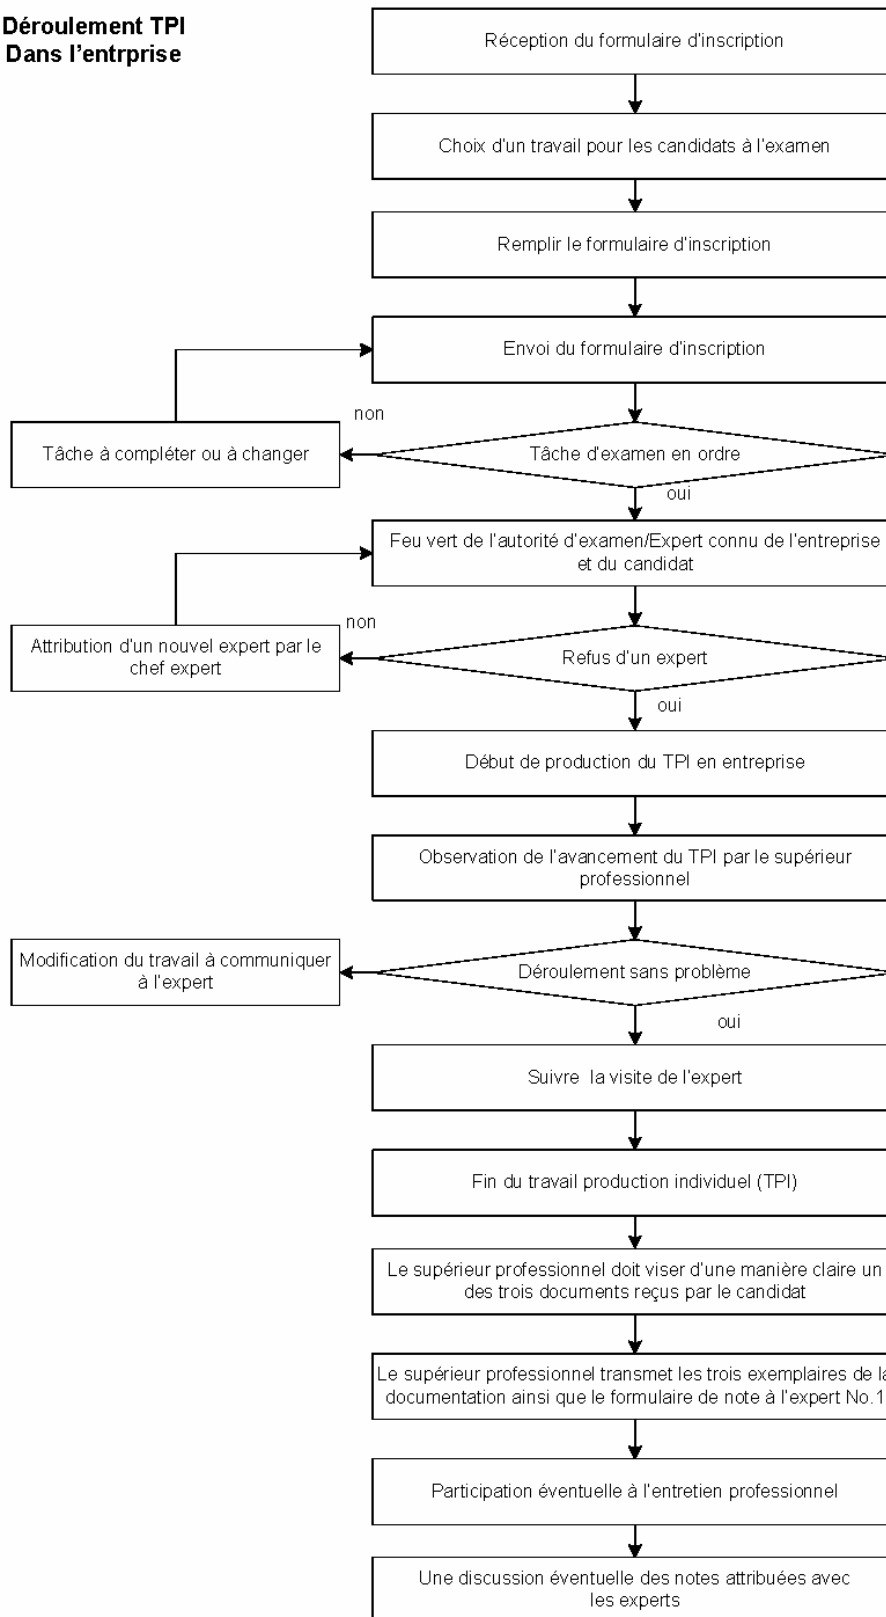 Déroulement TPI
Dans l'entrprise
Réception du formulaire d'inscription
Choix d'un travail pour les candidats à l'examen
Remplir le formulaire d'inscription
Envoi du formulaire d'inscription
non
Tâche à compléter ou à changer
Tâche d'examen en ordre
oui
Feu vert de l'autorité d'examen/Expert connu de l'entreprise
et du candidat
non
Attribution d'un nouvel expert par le
chef expert
Refus d'un expert
oui
Début de production du TPI en entreprise
Observation de l'avancement du TPI par le supérieur
professionnel
Modification du travail à communiquer
à l'expert
Déroulement sans problème
oui
Suivre la visite de l'expert
Fin du travail production individuel (TPI)
Le supérieur professionnel doit viser d'une manière claire un
des trois documents reçus par le candidat
Le supérieur professionnel transmet les trois exemplaires de la
documentation ainsi que le formulaire de note à l'expert No.1
Participation éventuelle à l'entretien professionnel
Une discussion éventuelle des notes attribuées avec
les experts